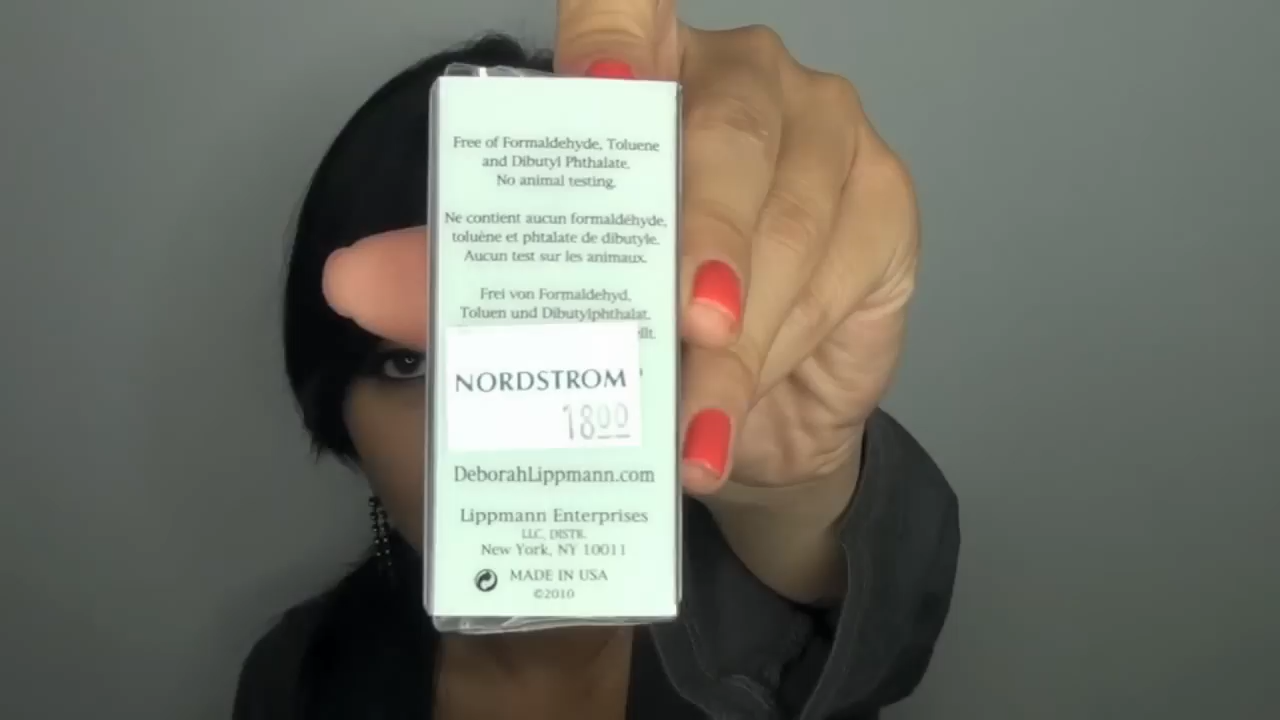 Free of Formaldehyde, Toluene
and Dibutyl Phthalate.
No animal testing.
Ne contient aucun formaldéhyde,
toluène et phtalate de dibutyle.
Aucun test sur les animaux.
Frei von Formaldehyd,
Toluen und Dibutylphthalat.
NORDSTROM
1800
DeborahLippmann.com
Lippmann Enterprises
LLC, DISTR.
New York, NY 10011
MADE IN USA
©2010